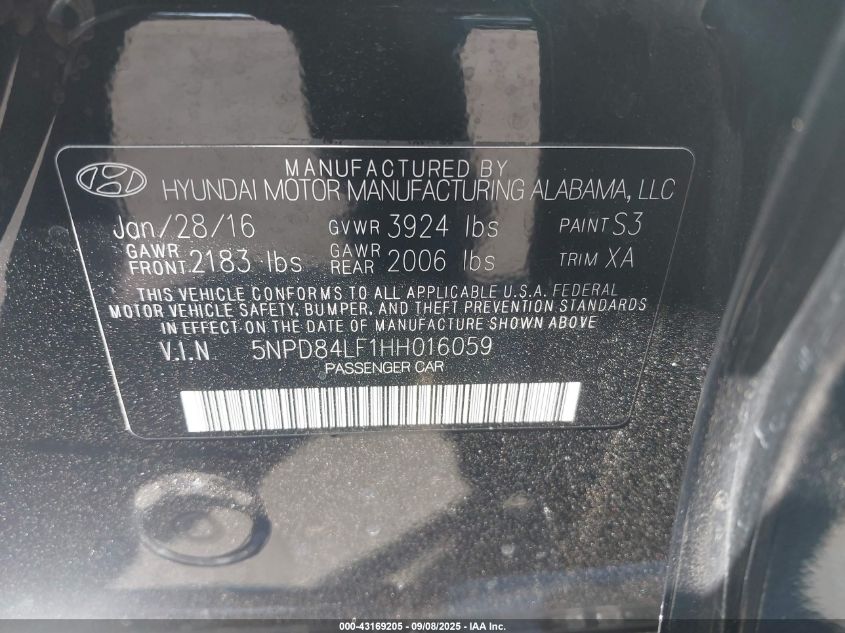 MANUFACTURED BY
HYUNDAI MOTOR MANUFACTURING ALABAMA, LLC
Jan/28/16 GVWR 3924 lbs PAINT S3
GAWR FRONT 2183 lbs GAWR REAR 2006 lbs TRIM XA
THIS VEHICLE CONFORMS TO ALL APPLICABLE U.S.A. FEDERAL
MOTOR VEHICLE SAFETY, BUMPER, AND THEFT PREVENTION STANDARDS
IN EFFECT ON THE DATE OF MANUFACTURE SHOWN ABOVE
V.I.N 5NPD84LF1HH016059
PASSENGER CAR
000-43169205 - 09/08/2025 - IAA Inc.